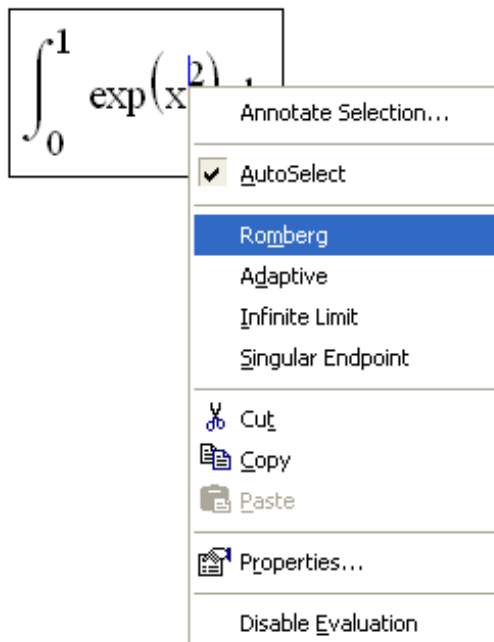 ∫₀¹ exp(x²)
Annotate Selection...
AutoSelect
Romberg
Adaptive
Infinite Limit
Singular Endpoint
Cut
Copy
Paste
Properties...
Disable Evaluation